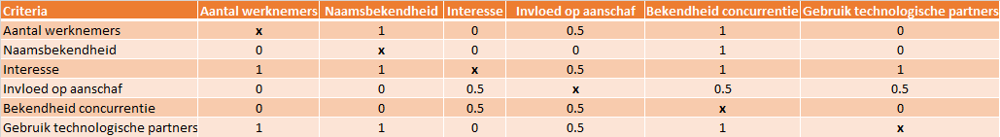 Criteria Aantal werknemers Naamsbekendheid Interesse Invloed op aanschaf Bekendheid concurrentie Gebruik technologische partners
Aantal werknemers x 1 0 0.5 1 0
Naamsbekendheid 0 x 0 0 1 0
Interesse 1 1 x 0.5 1 1
Invloed op aanschaf 0 0 0.5 x 0.5 0.5
Bekendheid concurrentie 0 0 0.5 0.5 x 0
Gebruik technologische partners 1 1 0 0.5 1 x